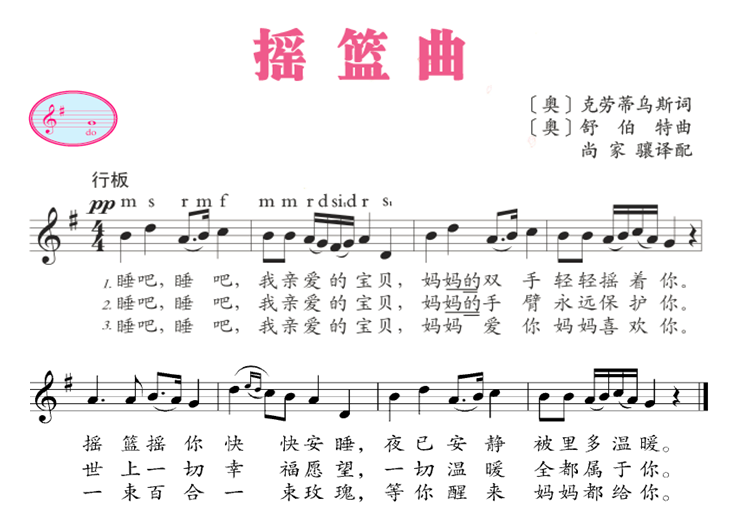 摇篮曲
〔奥〕克劳蒂乌斯词
〔奥〕舒伯特曲
尚家骧译配
do
行板
pp m s r m f m m r d si₁ d r s₁
4/4
1. 睡吧，睡 吧，我亲爱的宝贝，妈妈的双 手轻轻摇着你。
2. 睡吧，睡 吧，我亲爱的宝贝，妈妈的手 臂永远保护你。
3. 睡吧，睡 吧，我亲爱的宝贝，妈妈 爱 你妈妈喜欢你。
摇 篮摇你快 快安睡，夜已安静 被里多温暖。
世上一切幸 福愿望，一切温暖 全都属于你。
一束百合一 束玫瑰，等你醒来 妈妈都给你。